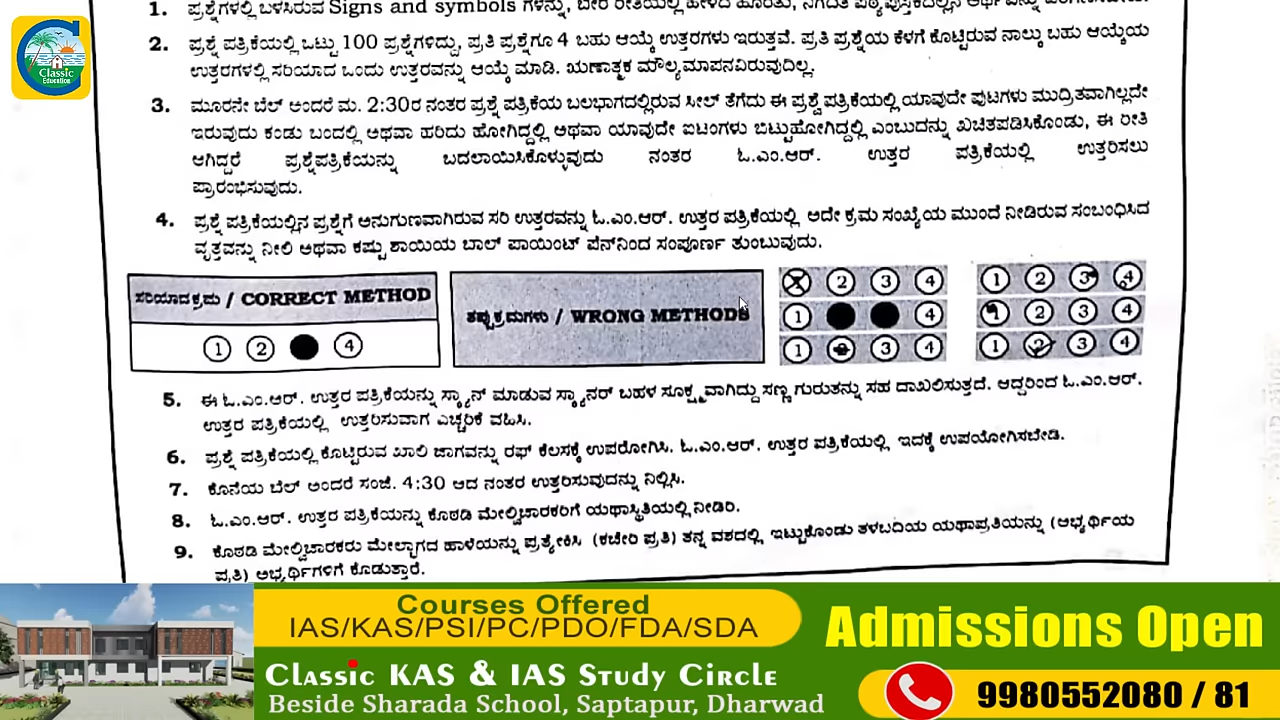 1. ಪ್ರಶ್ನೆಗಳಲ್ಲಿ ಬಳಸಿರುವ Signs and symbols ಗಳನ್ನು, ಬೇರೆ ರೀತಿಯಲ್ಲಿ ಹೇಳದ ಹೊರತು,
Classic
Education
2. ಪ್ರಶ್ನೆ ಪತ್ರಿಕೆಯಲ್ಲಿ ಒಟ್ಟು 100 ಪ್ರಶ್ನೆಗಳಿದ್ದು, ಪ್ರತಿ ಪ್ರಶ್ನೆಗೂ 4 ಬಹು ಆಯ್ಕೆ ಉತ್ತರಗಳು ಇರುತ್ತವೆ. ಪ್ರತಿ ಪ್ರಶ್ನೆಯ ಕೆಳಗೆ ಕೊಟ್ಟಿರುವ ನಾಲ್ಕು ಬಹು ಆಯ್ಕೆಯ
ಉತ್ತರಗಳಲ್ಲಿ ಸರಿಯಾದ ಒಂದು ಉತ್ತರವನ್ನು ಆಯ್ಕೆ ಮಾಡಿ. ಋಣಾತ್ಮಕ ಮೌಲ್ಯಮಾಪನವಿರುವುದಿಲ್ಲ.
3. ಮೂರನೇ ಬೆಲ್ ಅಂದರೆ ಮ. 2:30ರ ನಂತರ ಪ್ರಶ್ನೆ ಪತ್ರಿಕೆಯ ಬಲಭಾಗದಲ್ಲಿರುವ ಸೀಲ್ ತೆಗೆದು ಈ ಪ್ರಶ್ನೆ ಪತ್ರಿಕೆಯಲ್ಲಿ ಯಾವುದೇ ಪುಟಗಳು ಮುದ್ರಿತವಾಗಿಲ್ಲದೇ
ಇರುವುದು ಕಂಡು ಬಂದಲ್ಲಿ ಅಥವಾ ಹರಿದು ಹೋಗಿದ್ದಲ್ಲಿ ಅಥವಾ ಯಾವುದೇ ಐಟಂಗಳು ಬಿಟ್ಟುಹೋಗಿದ್ದಲ್ಲಿ ಎಂಬುದನ್ನು ಖಚಿತಪಡಿಸಿಕೊಂಡು, ಈ ರೀತಿ
ಆಗಿದ್ದರೆ ಪ್ರಶ್ನೆಪತ್ರಿಕೆಯನ್ನು ಬದಲಾಯಿಸಿಕೊಳ್ಳುವುದು ನಂತರ ಓ.ಎಂ.ಆರ್. ಉತ್ತರ ಪತ್ರಿಕೆಯಲ್ಲಿ ಉತ್ತರಿಸಲು
ಪ್ರಾರಂಭಿಸುವುದು.
4. ಪ್ರಶ್ನೆ ಪತ್ರಿಕೆಯಲ್ಲಿನ ಪ್ರಶ್ನೆಗೆ ಅನುಗುಣವಾಗಿರುವ ಸರಿ ಉತ್ತರವನ್ನು ಓ.ಎಂ.ಆರ್. ಉತ್ತರ ಪತ್ರಿಕೆಯಲ್ಲಿ ಅದೇ ಕ್ರಮ ಸಂಖ್ಯೆಯ ಮುಂದೆ ನೀಡಿರುವ ಸಂಬಂಧಿಸಿದ
ವೃತ್ತವನ್ನು ನೀಲಿ ಅಥವಾ ಕಪ್ಪು ಶಾಯಿಯ ಬಾಲ್ ಪಾಯಿಂಟ್ ಪೆನ್‌ನಿಂದ ಸಂಪೂರ್ಣ ತುಂಬುವುದು.
ಸರಿಯಾದ ಕ್ರಮ / CORRECT METHOD
1 2 4
ತಪ್ಪು ಕ್ರಮಗಳು / WRONG METHODS
2 3 4
1 4
1 3 4
1 2 3 4
2 3 4
1 2 3 4
5. ಈ ಓ.ಎಂ.ಆರ್. ಉತ್ತರ ಪತ್ರಿಕೆಯನ್ನು ಸ್ಕ್ಯಾನ್ ಮಾಡುವ ಸ್ಕ್ಯಾನರ್ ಬಹಳ ಸೂಕ್ಷ್ಮವಾಗಿದ್ದು ಸಣ್ಣ ಗುರುತನ್ನು ಸಹ ದಾಖಲಿಸುತ್ತದೆ. ಆದ್ದರಿಂದ ಓ.ಎಂ.ಆರ್.
ಉತ್ತರ ಪತ್ರಿಕೆಯಲ್ಲಿ ಉತ್ತರಿಸುವಾಗ ಎಚ್ಚರಿಕೆ ವಹಿಸಿ.
6. ಪ್ರಶ್ನೆ ಪತ್ರಿಕೆಯಲ್ಲಿ ಕೊಟ್ಟಿರುವ ಖಾಲಿ ಜಾಗವನ್ನು ರಫ್ ಕೆಲಸಕ್ಕೆ ಉಪಯೋಗಿಸಿ. ಓ.ಎಂ.ಆರ್. ಉತ್ತರ ಪತ್ರಿಕೆಯಲ್ಲಿ ಇದಕ್ಕೆ ಉಪಯೋಗಿಸಬೇಡಿ.
7. ಕೊನೆಯ ಬೆಲ್ ಅಂದರೆ ಸಂಜೆ. 4:30 ಆದ ನಂತರ ಉತ್ತರಿಸುವುದನ್ನು ನಿಲ್ಲಿಸಿ.
8. ಓ.ಎಂ.ಆರ್. ಉತ್ತರ ಪತ್ರಿಕೆಯನ್ನು ಕೊಠಡಿ ಮೇಲ್ವಿಚಾರಕರಿಗೆ ಯಥಾಸ್ಥಿತಿಯಲ್ಲಿ ನೀಡಿರಿ.
9. ಕೊಠಡಿ ಮೇಲ್ವಿಚಾರಕರು ಮೇಲ್ಭಾಗದ ಹಾಳೆಯನ್ನು ಪ್ರತ್ಯೇಕಿಸಿ (ಕಚೇರಿ ಪ್ರತಿ) ತನ್ನ ವಶದಲ್ಲಿ ಇಟ್ಟುಕೊಂಡು ತಳಬದಿಯ ಯಥಾಪ್ರತಿಯನ್ನು (ಅಭ್ಯರ್ಥಿಯ
ಪ್ರತಿ) ಅಭ್ಯರ್ಥಿಗಳಿಗೆ ಕೊಡುತ್ತಾರೆ.
Courses Offered
IAS/KAS/PSI/PC/PDO/FDA/SDA
Admissions Open
Classic KAS & IAS Study Circle
Beside Sharada School, Saptapur, Dharwad
9980552080 / 81